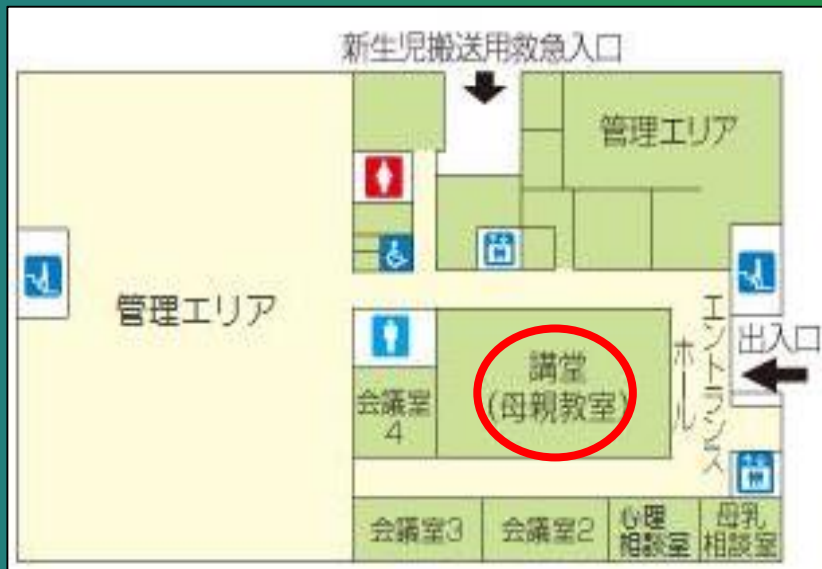 新生児搬送用救急入口
管理エリア
管理エリア
講堂
(母親教室)
会議室
4
エントランス
ホール
出入口
会議室3
会議室2
心理
相談室
母乳
相談室